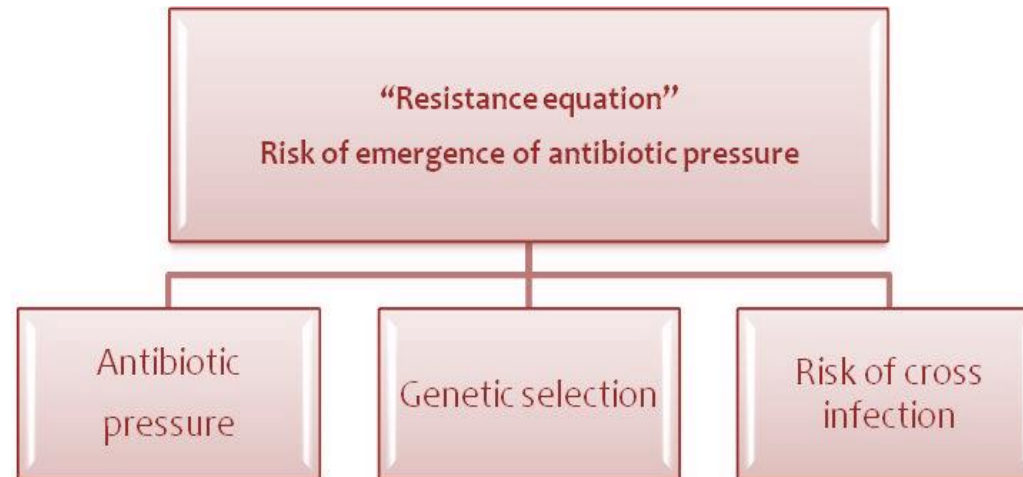 “Resistance equation”
Risk of emergence of antibiotic pressure
Antibiotic
pressure
Genetic selection
Risk of cross
infection